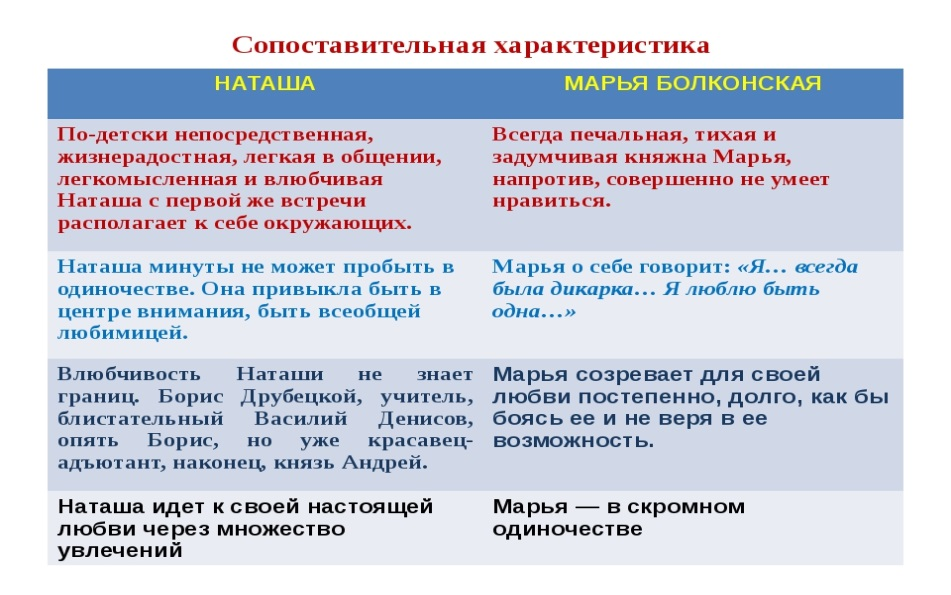 Сопоставительная характеристика
НАТАША
МАРЬЯ БОЛКОНСКАЯ
По-детски непосредственная,
жизнерадостная, легкая в общении,
легкомысленная и влюбчивая
Наташа с первой же встречи
располагает к себе окружающих.
Всегда печальная, тихая и
задумчивая княжна Марья,
напротив, совершенно не умеет
нравиться.
Наташа минуты не может пробыть в
одиночестве. Она привыкла быть в
центре внимания, быть всеобщей
любимицей.
Марья о себе говорит: «Я… всегда
была дикарка… Я люблю быть
одна…»
Влюбчивость Наташи не знает
границ. Борис Друбецкой, учитель,
блистательный Василий Денисов,
опять Борис, но уже красавец-
адъютант, наконец, князь Андрей.
Марья созревает для своей
любви постепенно, долго, как бы
боясь ее и не веря в ее
возможность.
Наташа идет к своей настоящей
любви через множество
увлечений
Марья — в скромном
одиночестве